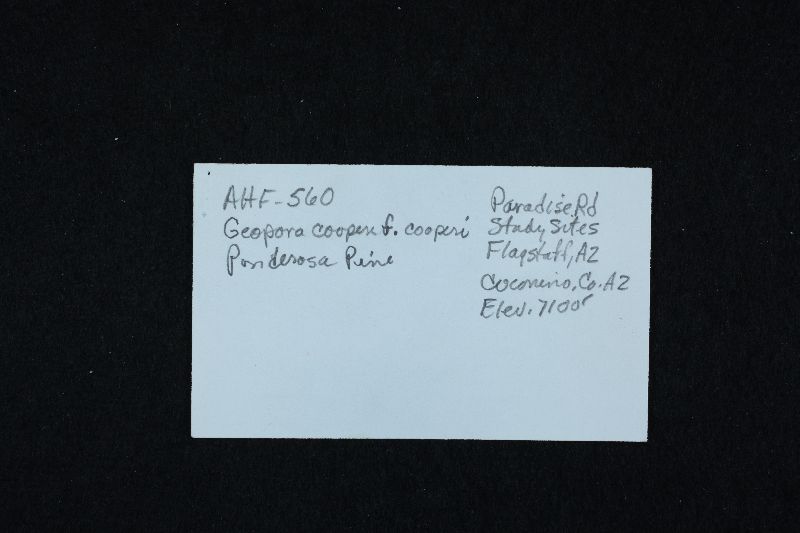 AHF-560
Geopora cooperi f. cooperi
Ponderosa Pine
Paradise Rd
Study Sites
Flagstaff, AZ
Coconino, Co. AZ
Elev. 7100'